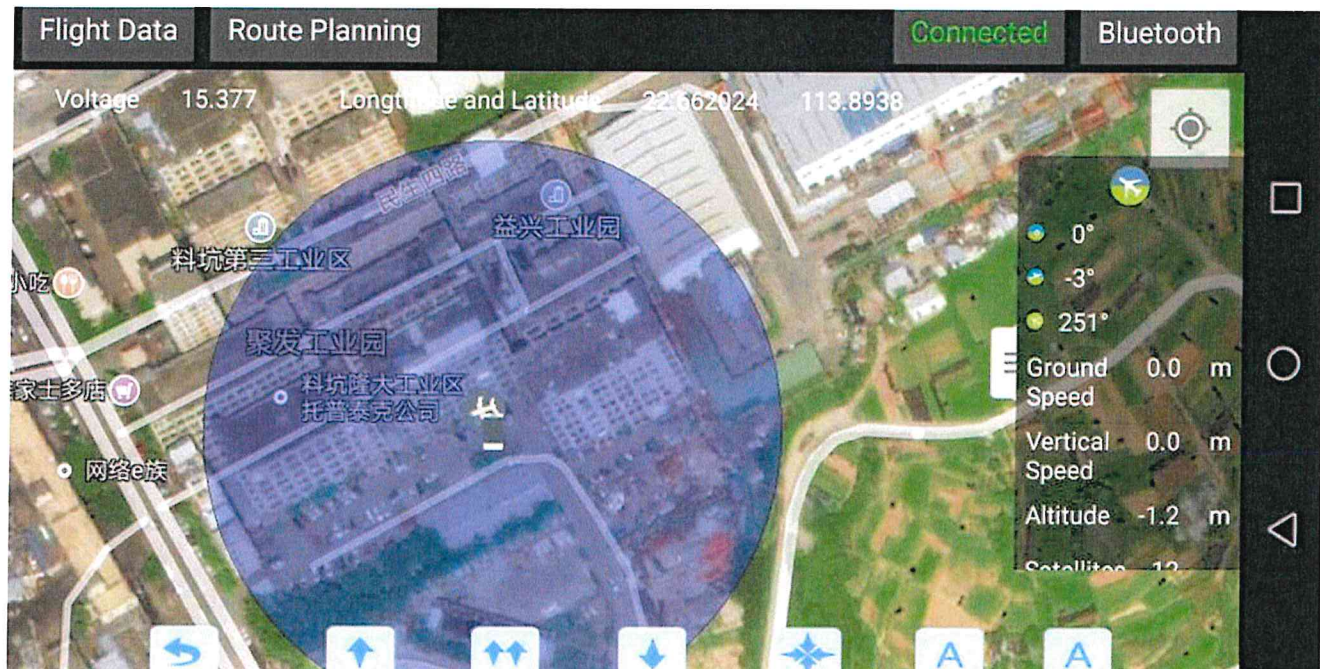 Flight Data
Route Planning
Connected
Bluetooth
Voltage 15.377
and Latitude 22.662024 113.8938
民生四路
益兴工业园
料坑第三工业区
小吃
聚发工业园
料坑隆大工业区
托普泰克公司
家士多店
网络e族
0°
-3°
251°
Ground Speed 0.0 m
Vertical Speed 0.0 m
Altitude -1.2 m
Satellites 12
A
A